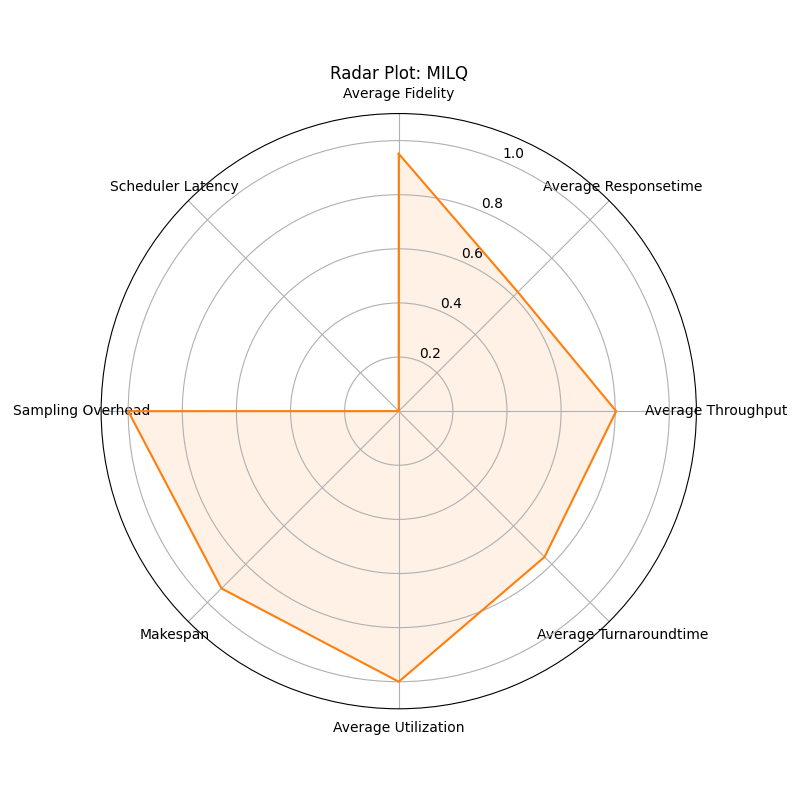 Radar Plot: MILQ
Average Fidelity
1.0
Scheduler Latency
Average Responsetime
0.8
0.6
0.4
0.2
Sampling Overhead
Average Throughput
Makespan
Average Turnaroundtime
Average Utilization